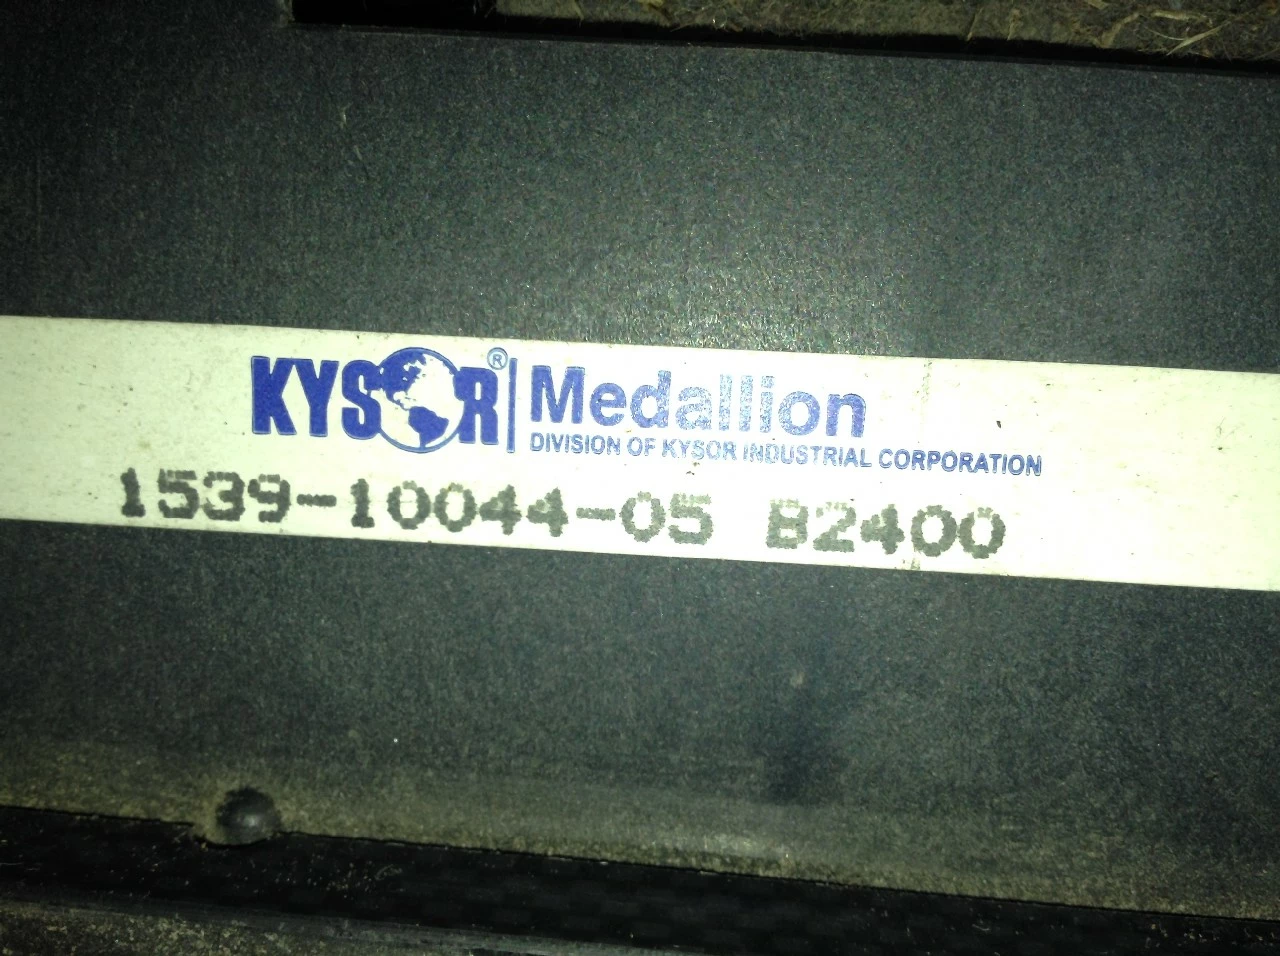 KYSOR® Medallion
DIVISION OF KYSOR INDUSTRIAL CORPORATION
1539-10044-05 B2400